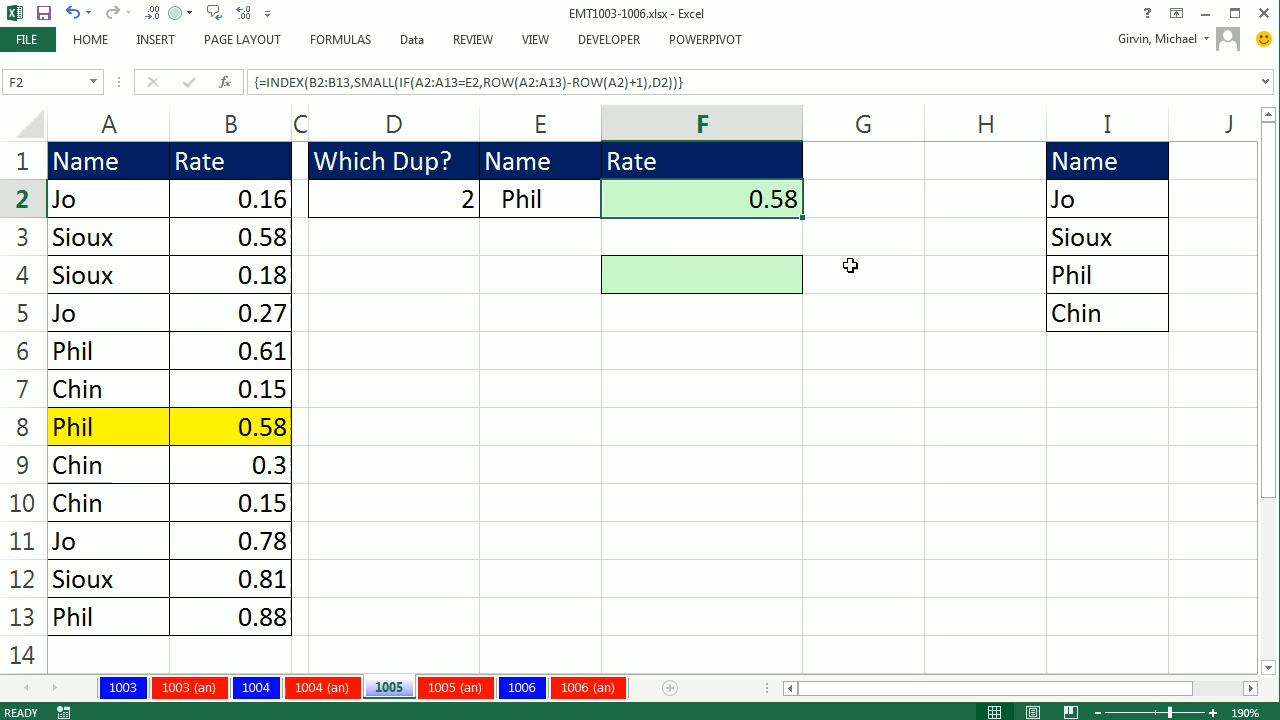 EMT1003-1006.xlsx - Excel
FILE HOME INSERT PAGE LAYOUT FORMULAS Data REVIEW VIEW DEVELOPER POWERPIVOT Girvin, Michael
F2 fx {=INDEX(B2:B13,SMALL(IF(A2:A13=E2,ROW(A2:A13)-ROW(A2)+1),D2))}
A B C D E F G H I J
1 Name Rate Which Dup? Name Rate Name
2 Jo 0.16 2 Phil 0.58 Jo
3 Sioux 0.58 Sioux
4 Sioux 0.18 Phil
5 Jo 0.27 Chin
6 Phil 0.61
7 Chin 0.15
8 Phil 0.58
9 Chin 0.3
10 Chin 0.15
11 Jo 0.78
12 Sioux 0.81
13 Phil 0.88
14
1003 1003 (an) 1004 1004 (an) 1005 1005 (an) 1006 1006 (an)
READY 190%